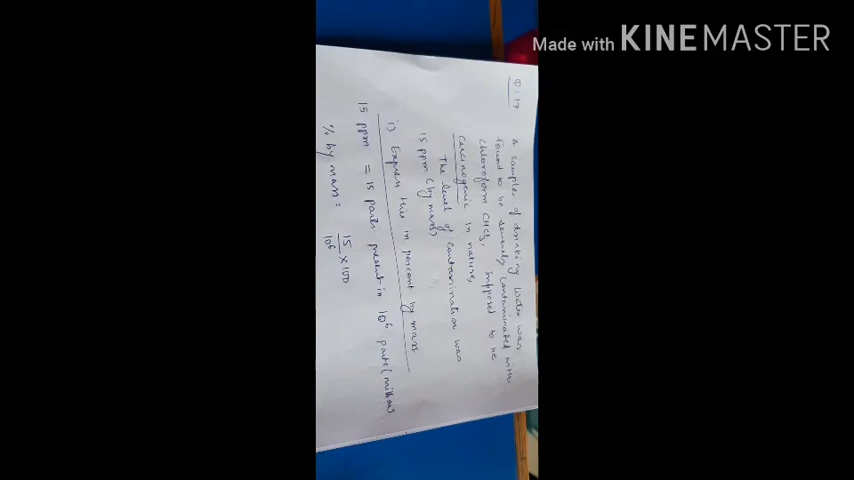 Made with KINEMASTER
Q:17 A sample of drinking water was
found to be severely contaminated with
chloroform CHCl3, supposed to be
carcinogenic in nature,
The level of contamination was
15 ppm (by mass)
i) Express this in percent by mass
15 ppm = 15 parts present in 10⁶ parts (million)
% by mass = 15/10⁶ × 100